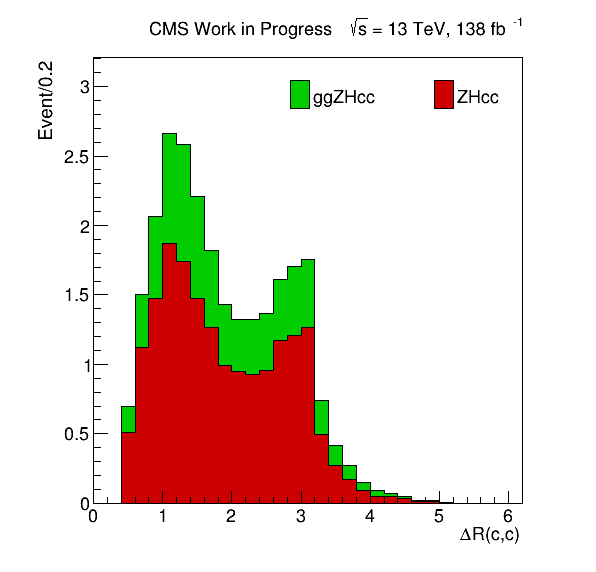 CMS Work in Progress √s = 13 TeV, 138 fb -1
Event/0.2
ggZHcc ZHcc
3
2.5
2
1.5
1
0.5
0
0 1 2 3 4 5 6
ΔR(c,c)